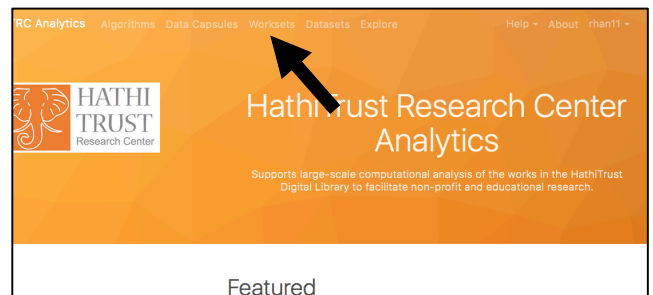 TRC Analytics Algorithms Data Capsules Worksets Datasets Explore Help About rhan11
HATHI
TRUST
Research Center
HathiTrust Research Center
Analytics
Supports large-scale computational analysis of the works in the HathiTrust
Digital Library to facilitate non-profit and educational research.
Featured